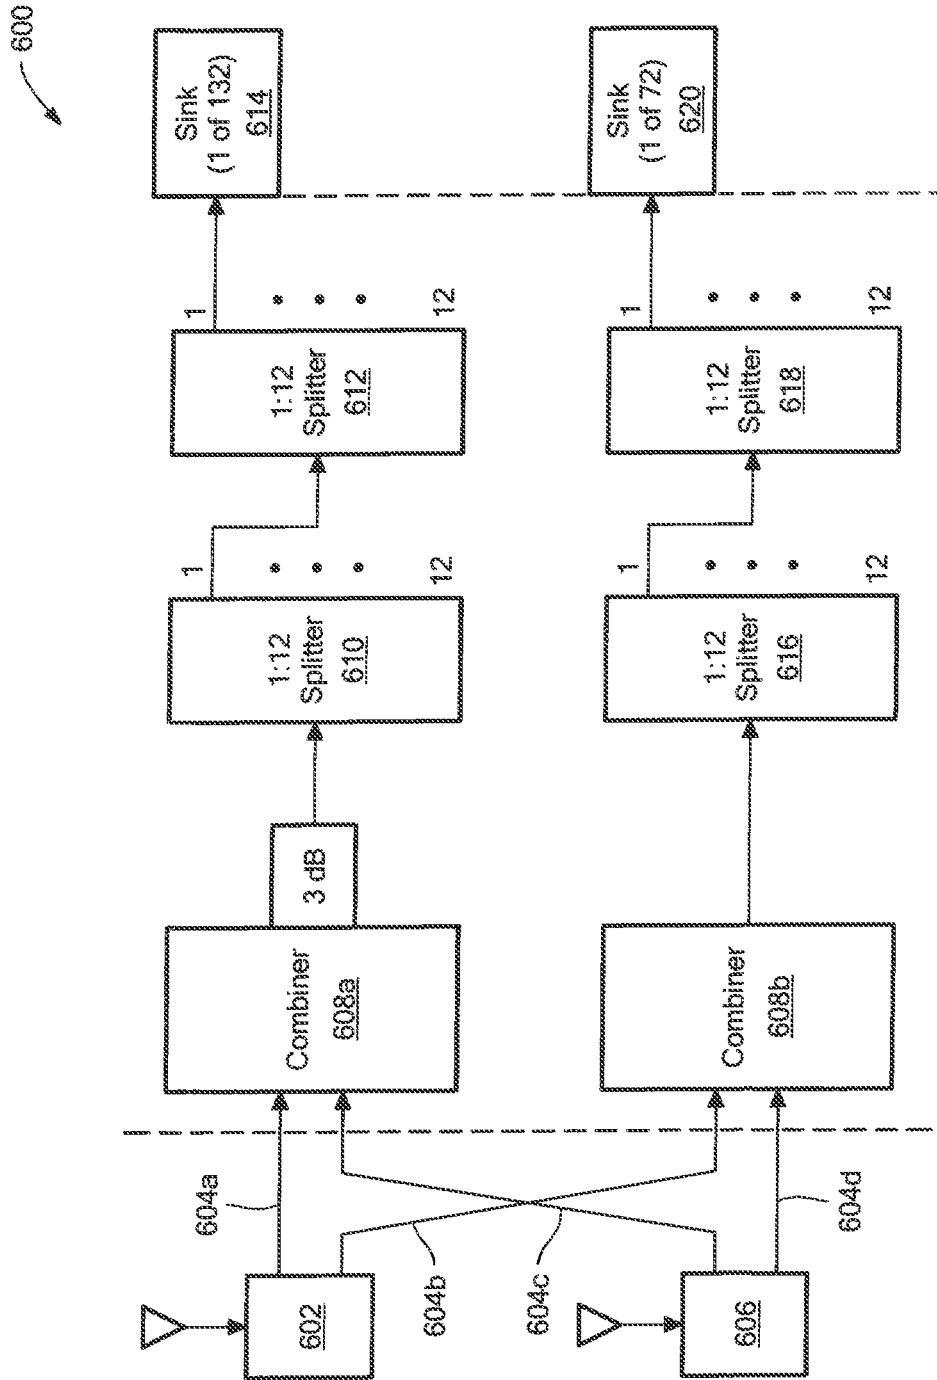 600
602
604a
604b
604c
604d
606
Combiner
608a
3 dB
1:12
Splitter
610
1
12
1:12
Splitter
612
1
12
Sink
(1 of 132)
614
Combiner
608b
1:12
Splitter
616
1
12
1:12
Splitter
618
1
12
Sink
(1 of 72)
620